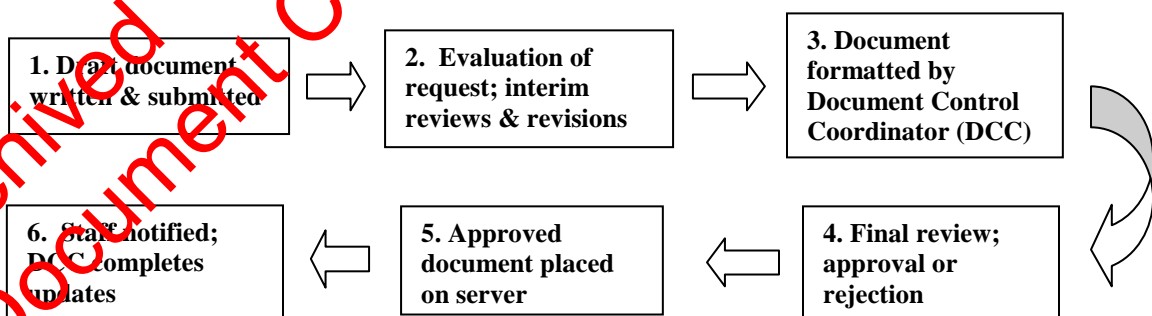 1. Draft document
written & submitted
2. Evaluation of
request; interim
reviews & revisions
3. Document
formatted by
Document Control
Coordinator (DCC)
4. Final review;
approval or
rejection
5. Approved
document placed
on server
6. Staff notified;
DCC completes
updates
Document C